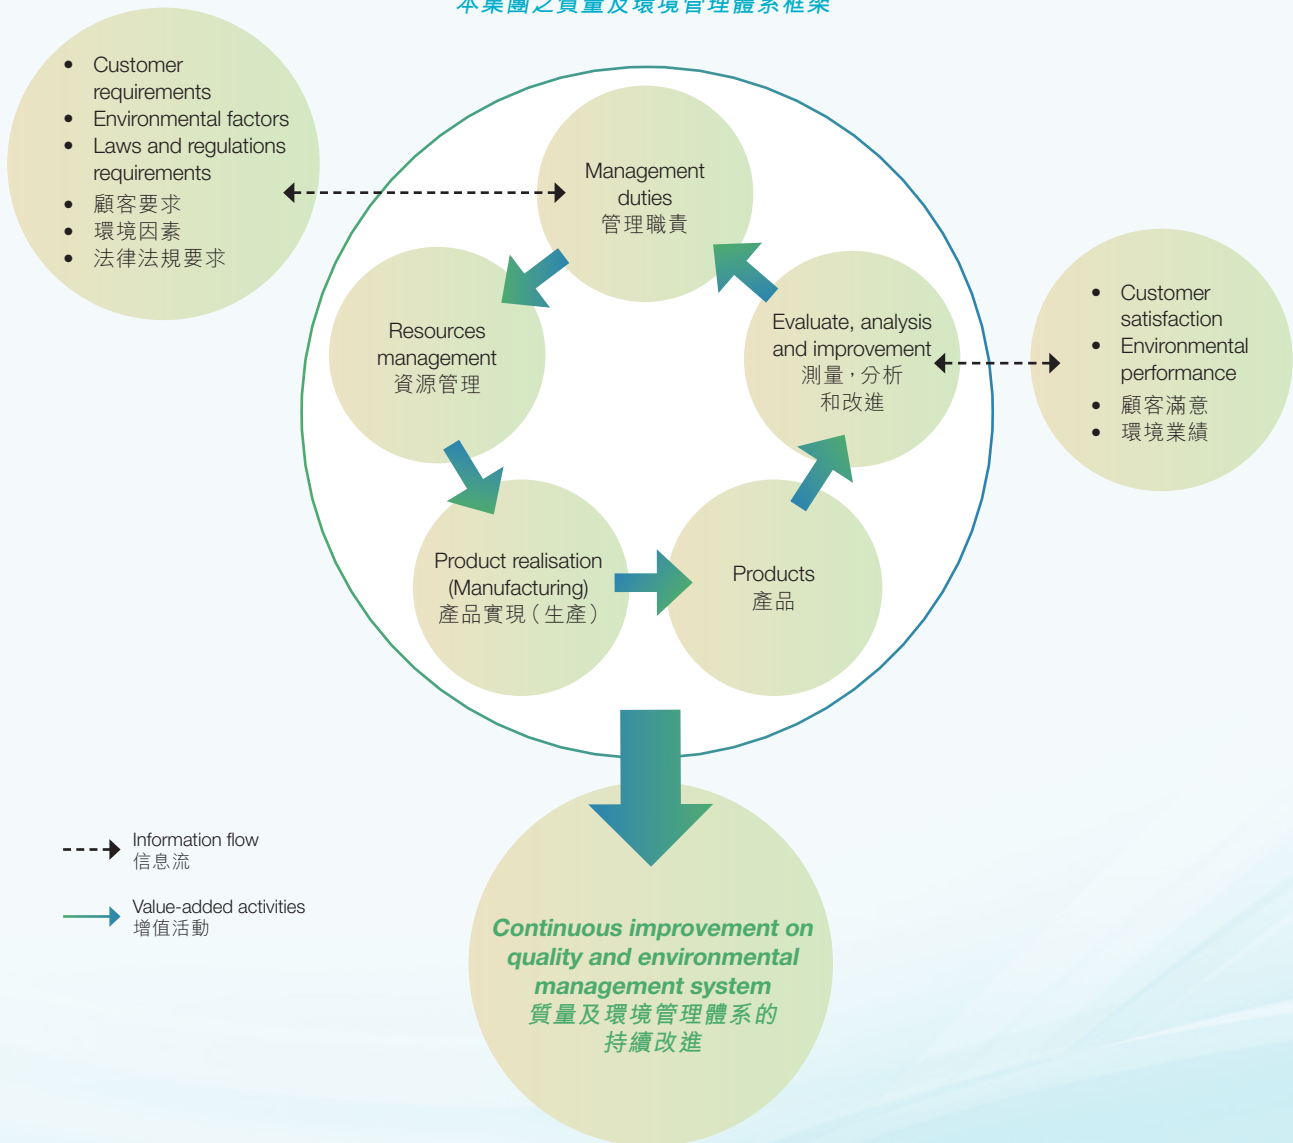 本集團之質量及環境管理體系框架
• Customer
requirements
• Environmental factors
• Laws and regulations
requirements
• 顧客要求
• 環境因素
• 法律法規要求
Management
duties
管理職責
Resources
management
資源管理
Evaluate, analysis
and improvement
測量，分析
和改進
• Customer
satisfaction
• Environmental
performance
• 顧客滿意
• 環境業績
Product realisation
(Manufacturing)
產品實現（生產）
Products
產品
Information flow
信息流
Value-added activities
增值活動
Continuous improvement on
quality and environmental
management system
質量及環境管理體系的
持續改進